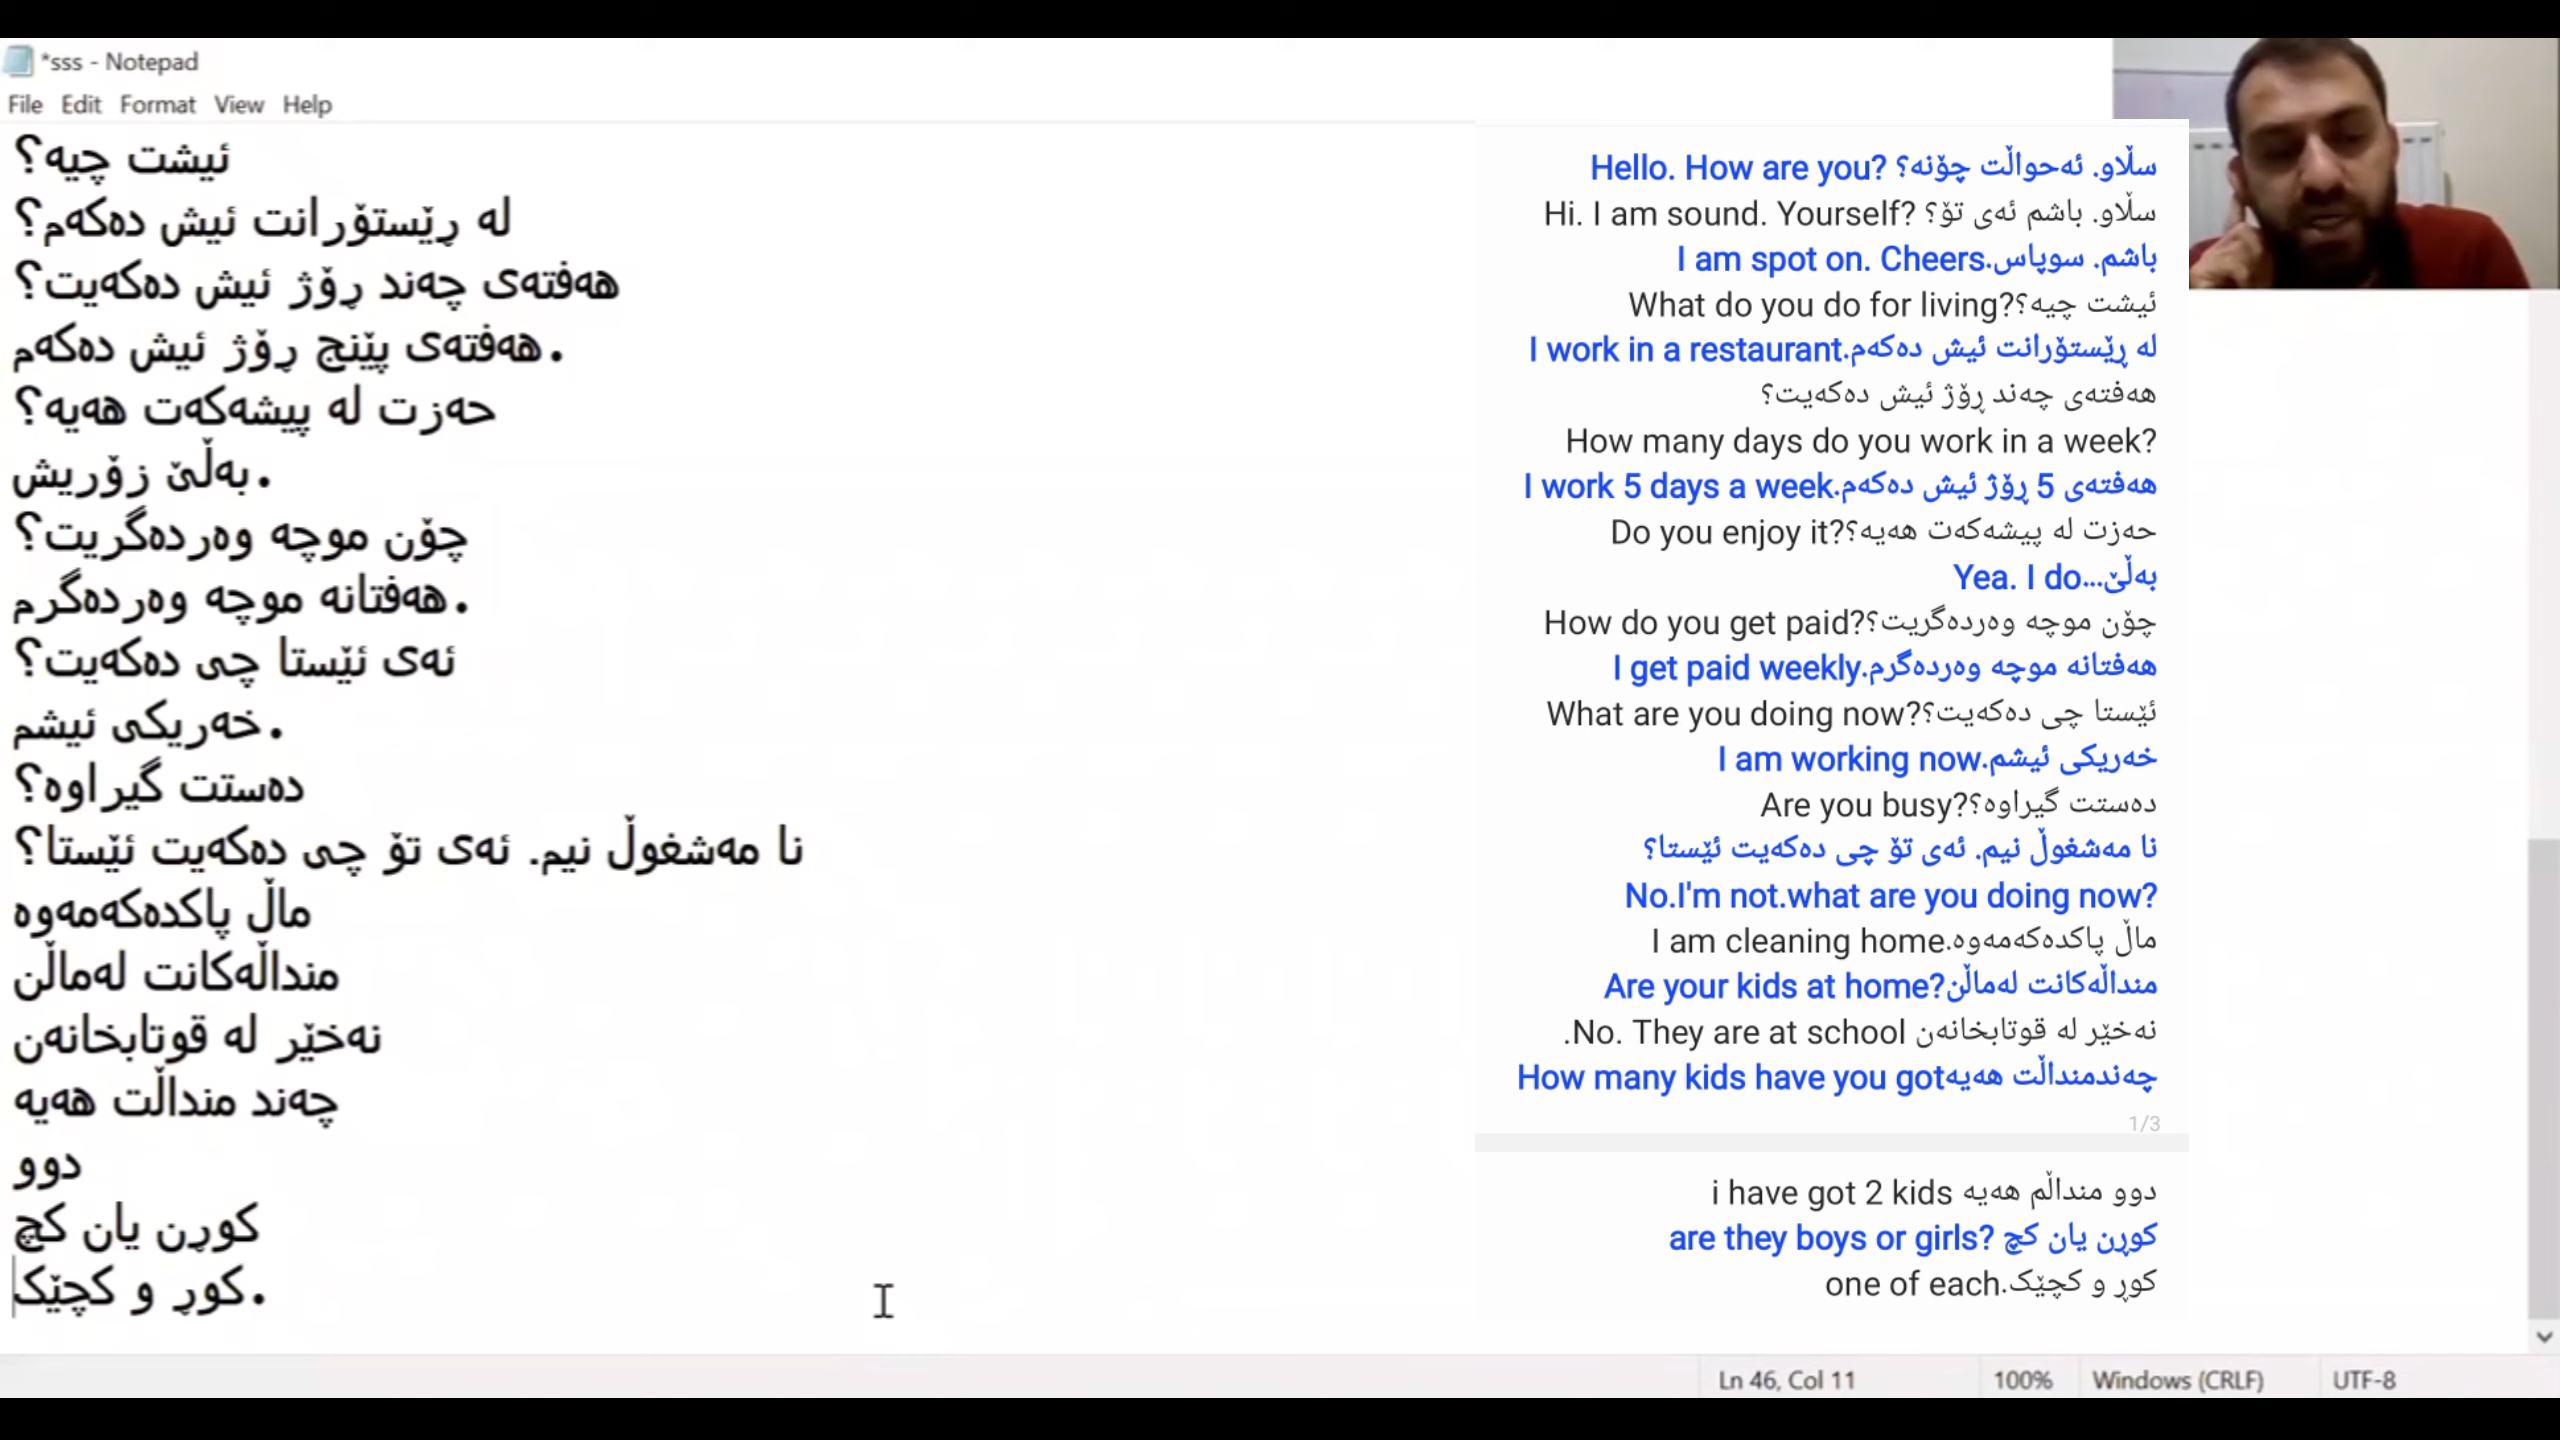 *sss - Notepad
File Edit Format View Help
ئیشت چیه؟
لە ڕێستۆرانت ئیش دەکەم؟
هەفتەی چەند ڕۆژ ئیش دەکەیت؟
هەفتەی پێنج ڕۆژ ئیش دەکەم.
حەزت لە پیشەکەت هەیە؟
بەڵێ زۆریش.
چۆن موچە وەردەگریت؟
هەفتانە موچە وەردەگرم.
ئەی ئێستا چی دەکەیت؟
خەریکی ئیشم.
دەستت گیراوە؟
نا مەشغوڵ نیم. ئەی تۆ چی دەکەیت ئێستا؟
ماڵ پاکدەکەمەوە
منداڵەکانت لەماڵن
نەخێر لە قوتابخانەن
چەند منداڵت هەیە
دوو
کوڕن یان کچ
کوڕ و کچێک.
سڵاو. ئەحواڵت چۆنە؟ Hello. How are you?
سڵاو. باشم ئەی تۆ؟ Hi. I am sound. Yourself?
باشم. سوپاس.I am spot on. Cheers
ئیشت چیه؟What do you do for living?
لە ڕێستۆرانت ئیش دەکەم.I work in a restaurant
هەفتەی چەند ڕۆژ ئیش دەکەیت؟
How many days do you work in a week?
هەفتەی 5 ڕۆژ ئیش دەکەم.I work 5 days a week
حەزت لە پیشەکەت هەیە؟Do you enjoy it?
بەڵێ...Yea. I do
چۆن موچە وەردەگریت؟How do you get paid?
هەفتانە موچە وەردەگرم.I get paid weekly
ئێستا چی دەکەیت؟What are you doing now?
خەریکی ئیشم.I am working now
دەستت گیراوە؟Are you busy?
نا مەشغوڵ نیم. ئەی تۆ چی دەکەیت ئێستا؟
No.I'm not.what are you doing now?
ماڵ پاکدەکەمەوە.I am cleaning home
منداڵەکانت لەماڵن?Are your kids at home
نەخێر لە قوتابخانەن No. They are at school.
چەندمنداڵت هەیەHow many kids have you got
1/3
دوو منداڵم هەیە i have got 2 kids
کوڕن یان کچ are they boys or girls?
کوڕ و کچێک.one of each
Ln 46, Col 11 100% Windows (CRLF) UTF-8